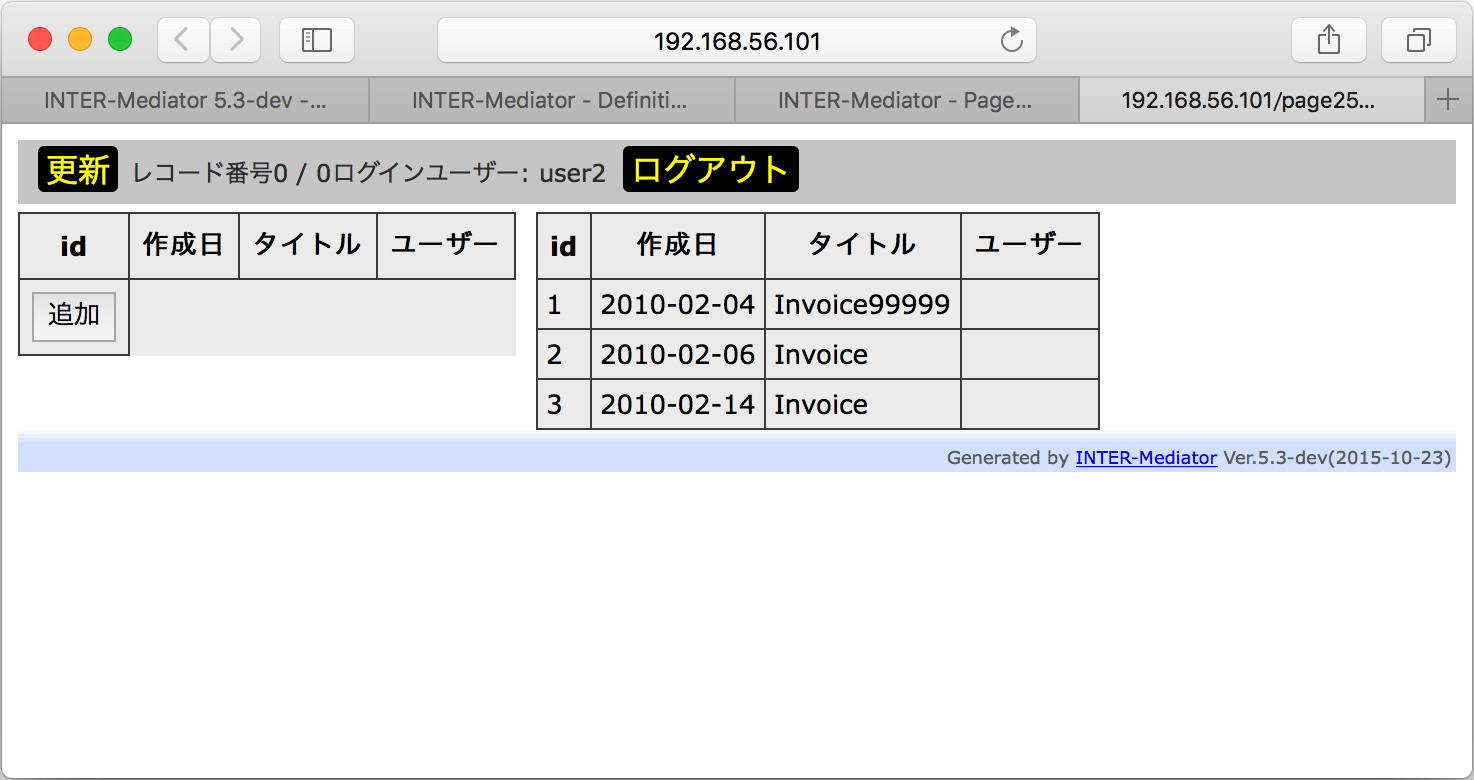 192.168.56.101
INTER-Mediator 5.3-dev -... INTER-Mediator - Definiti... INTER-Mediator - Page... 192.168.56.101/page25...
更新 レコード番号0 / 0ログインユーザー: user2 ログアウト
id 作成日 タイトル ユーザー
追加
id 作成日 タイトル ユーザー
1 2010-02-04 Invoice99999
2 2010-02-06 Invoice
3 2010-02-14 Invoice
Generated by INTER-Mediator Ver.5.3-dev(2015-10-23)